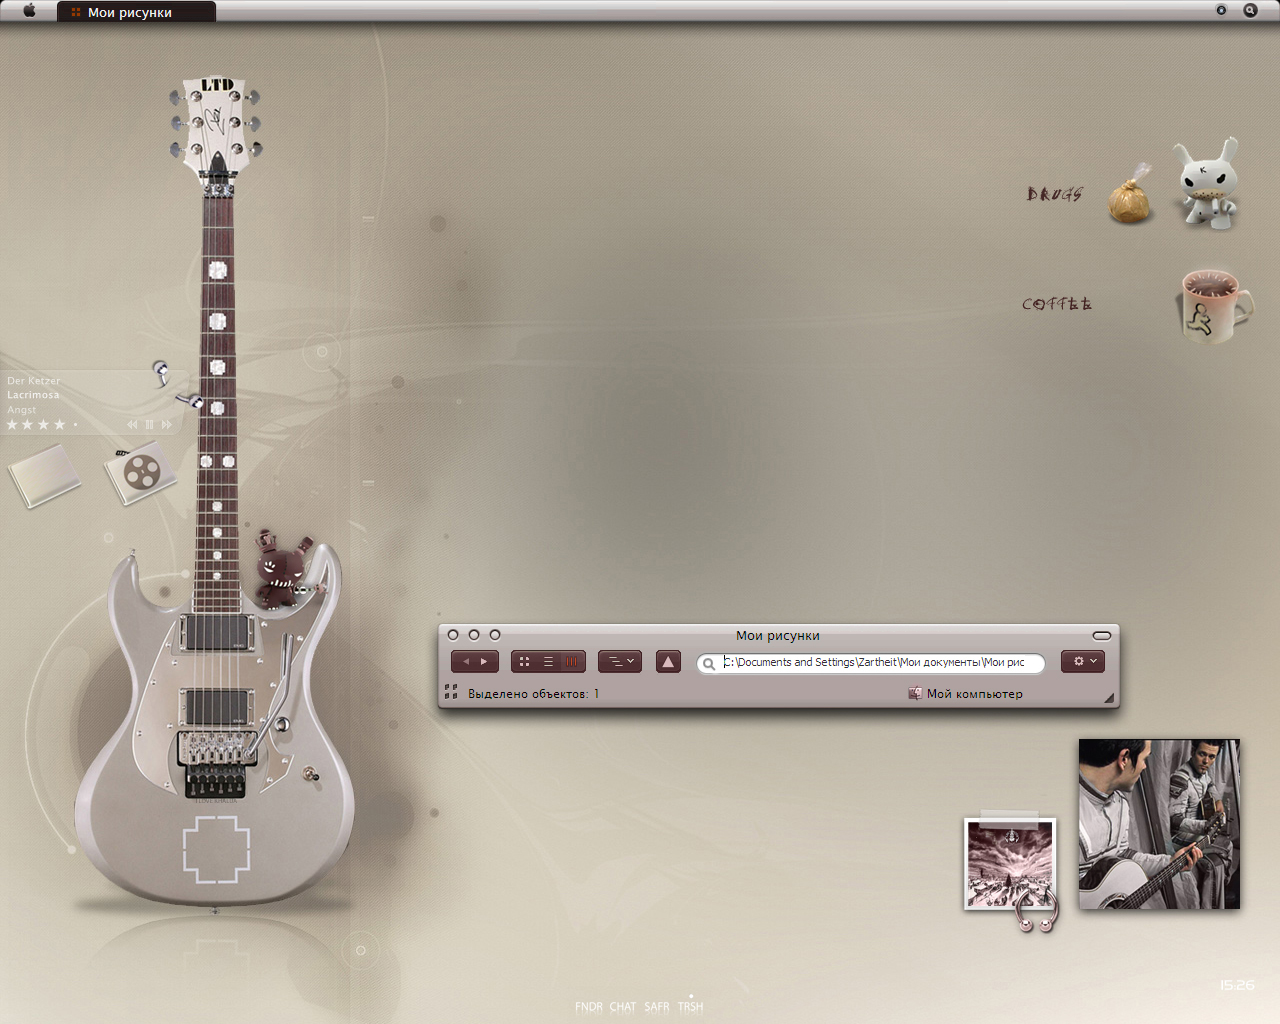 Мои рисунки
LTD
DRUGS
COFFEE
Der Ketzer
Lacrimosa
Angst
Мои рисунки
C:\Documents and Settings\Zartheit\Мои документы\Мои рис
Выделено объектов: 1
Мой компьютер
15.26
FNDR CHAT SAFR TRSH